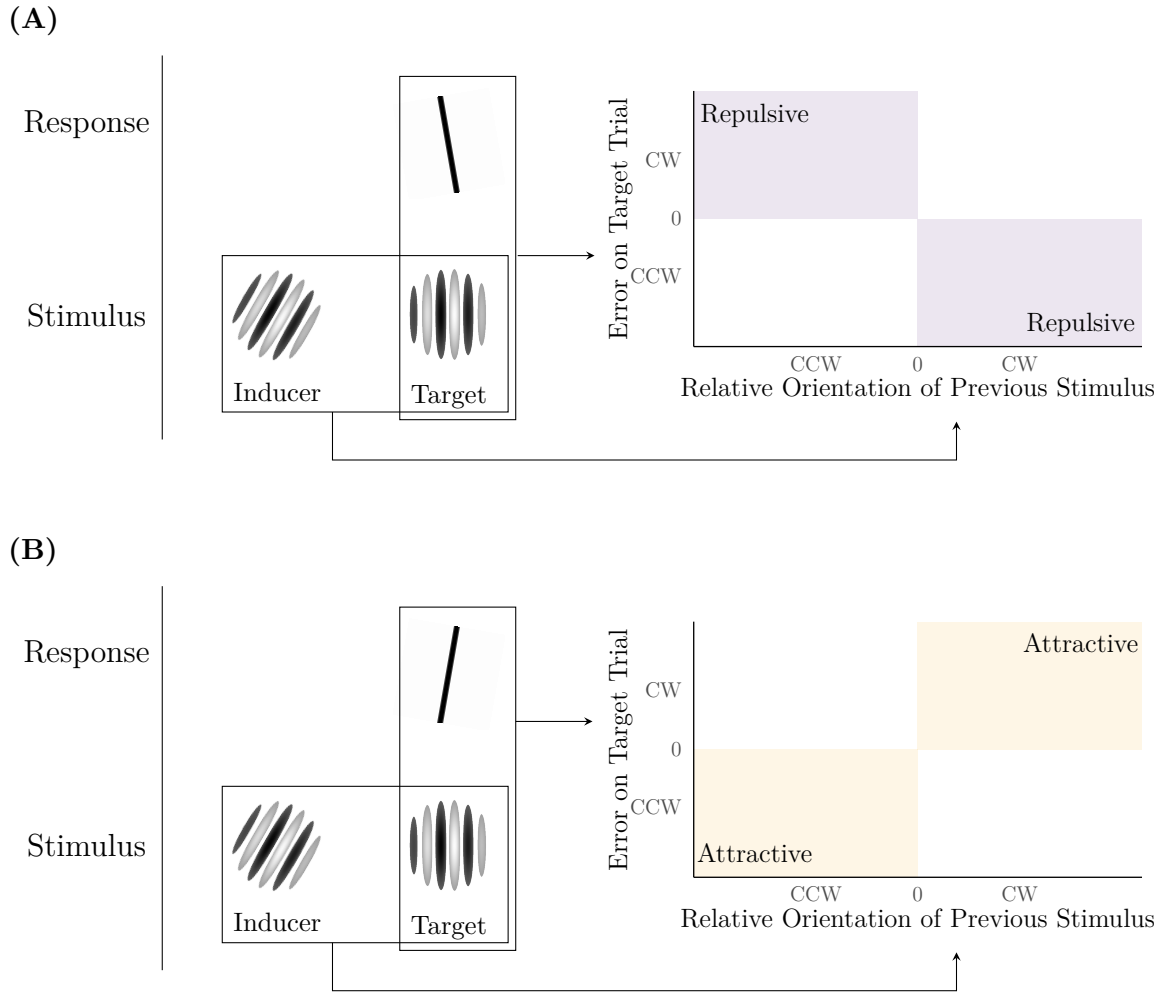 (A)
Response
Stimulus
Inducer
Target
Error on Target Trial
CW
0
CCW
Repulsive
Repulsive
CCW 0 CW
Relative Orientation of Previous Stimulus
(B)
Response
Stimulus
Inducer
Target
Error on Target Trial
CW
0
CCW
Attractive
Attractive
CCW 0 CW
Relative Orientation of Previous Stimulus